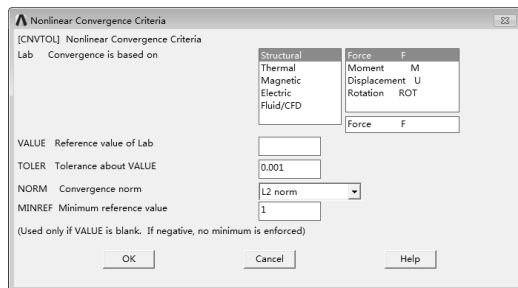 Nonlinear Convergence Criteria
[CNVTOL] Nonlinear Convergence Criteria
Lab Convergence is based on
Structural
Thermal
Magnetic
Electric
Fluid/CFD
Force F
Moment M
Displacement U
Rotation ROT
Force F
VALUE Reference value of Lab
TOLER Tolerance about VALUE 0.001
NORM Convergence norm L2 norm
MINREF Minimum reference value 1
(Used only if VALUE is blank. If negative, no minimum is enforced)
OK Cancel Help